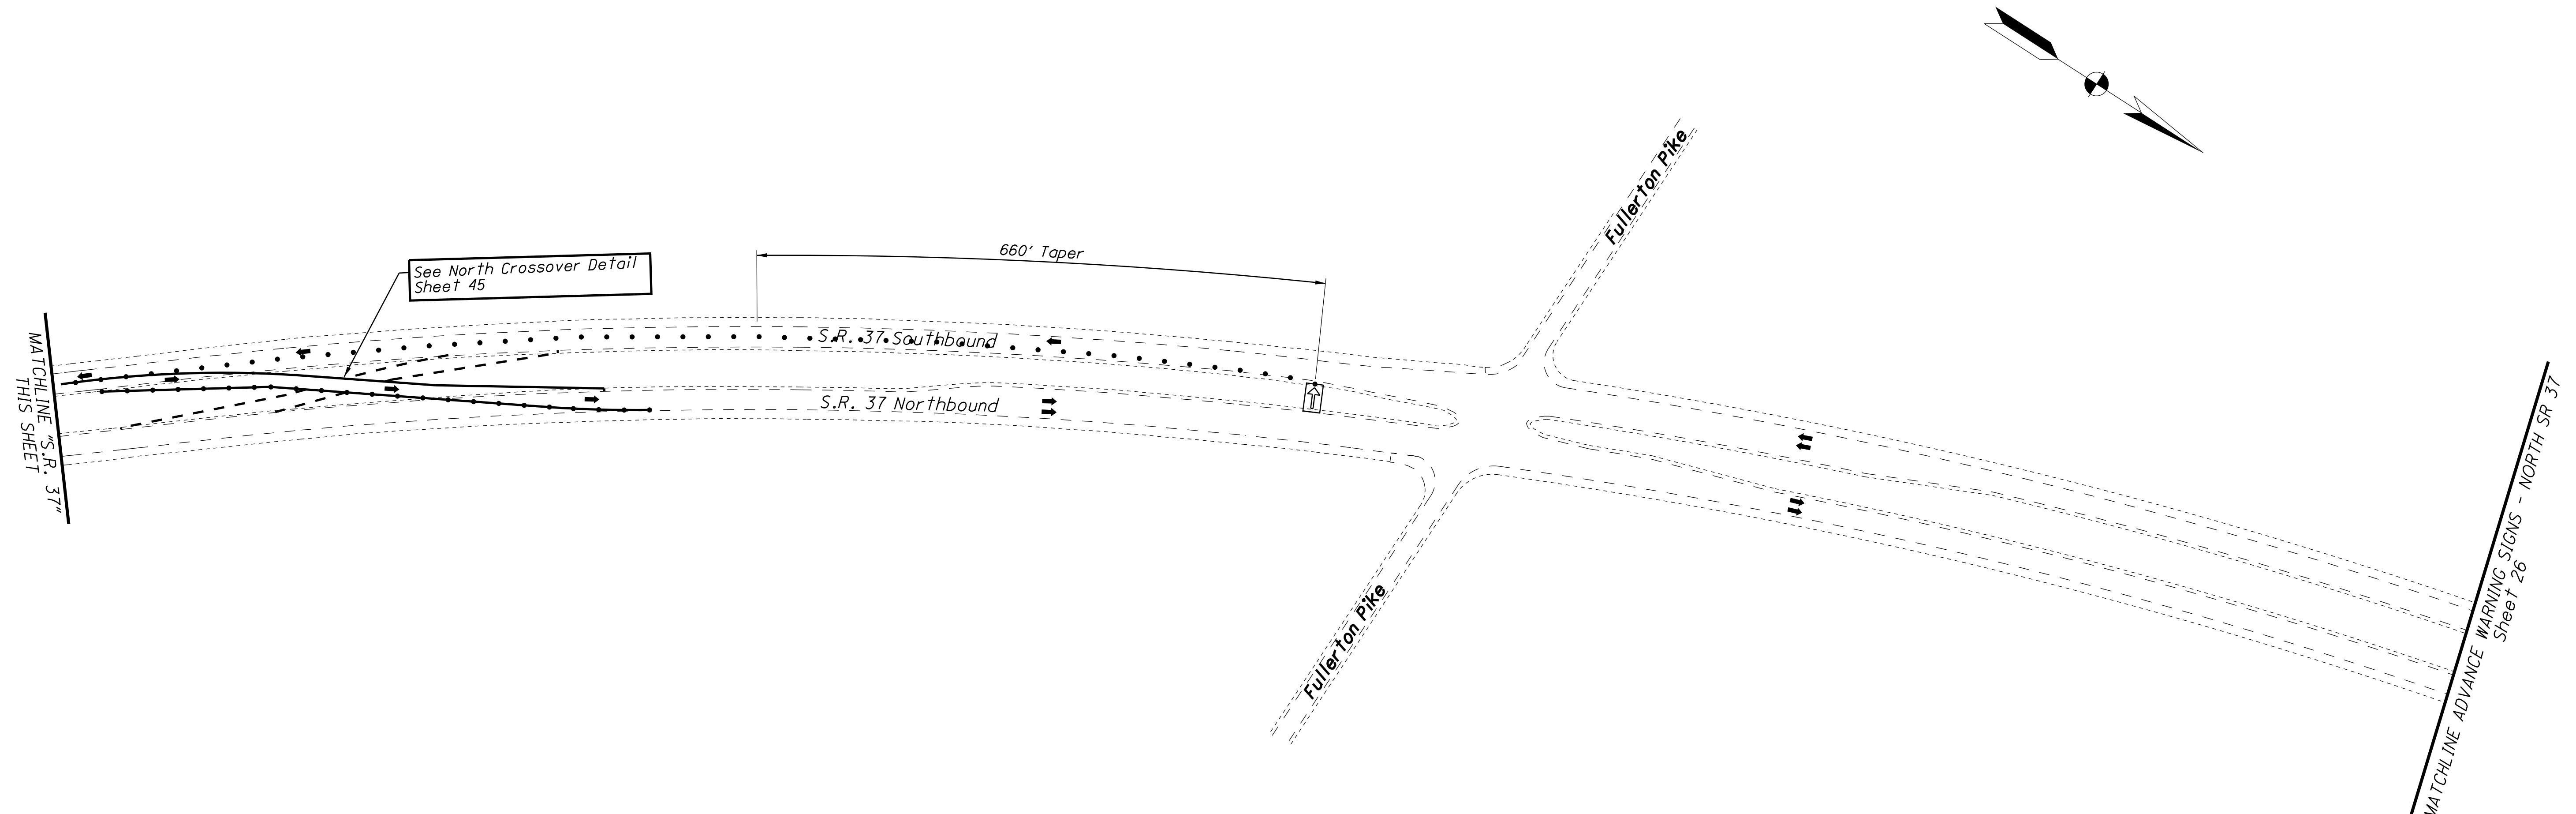 Fullerton Pike
660' Taper
See North Crossover Detail
Sheet 45
S.R. 37 Southbound
S.R. 37 Northbound
MATCHLINE "S.R. 37"
THIS SHEET
Fullerton Pike
MATCHLINE ADVANCE WARNING SIGNS - NORTH SR 37
Sheet 26